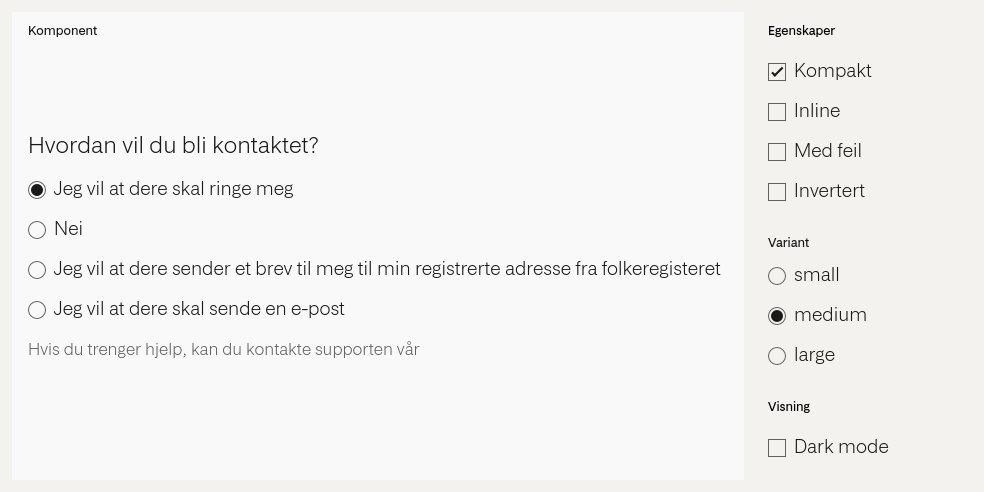 Komponent
Hvordan vil du bli kontaktet?
Jeg vil at dere skal ringe meg
Nei
Jeg vil at dere sender et brev til meg til min registrerte adresse fra folkeregisteret
Jeg vil at dere skal sende en e-post
Hvis du trenger hjelp, kan du kontakte supporten vår
Egenskaper
Kompakt
Inline
Med feil
Invertert
Variant
small
medium
large
Visning
Dark mode